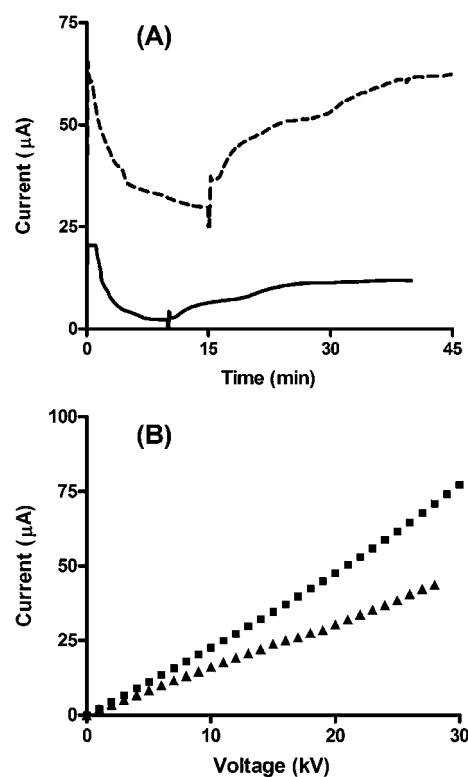 (A)
75
50
25
0
Current ( μA)
0 15 30 45
Time (min)
(B)
100
75
50
25
0
Current (μA)
0 10 20 30
Voltage (kV)